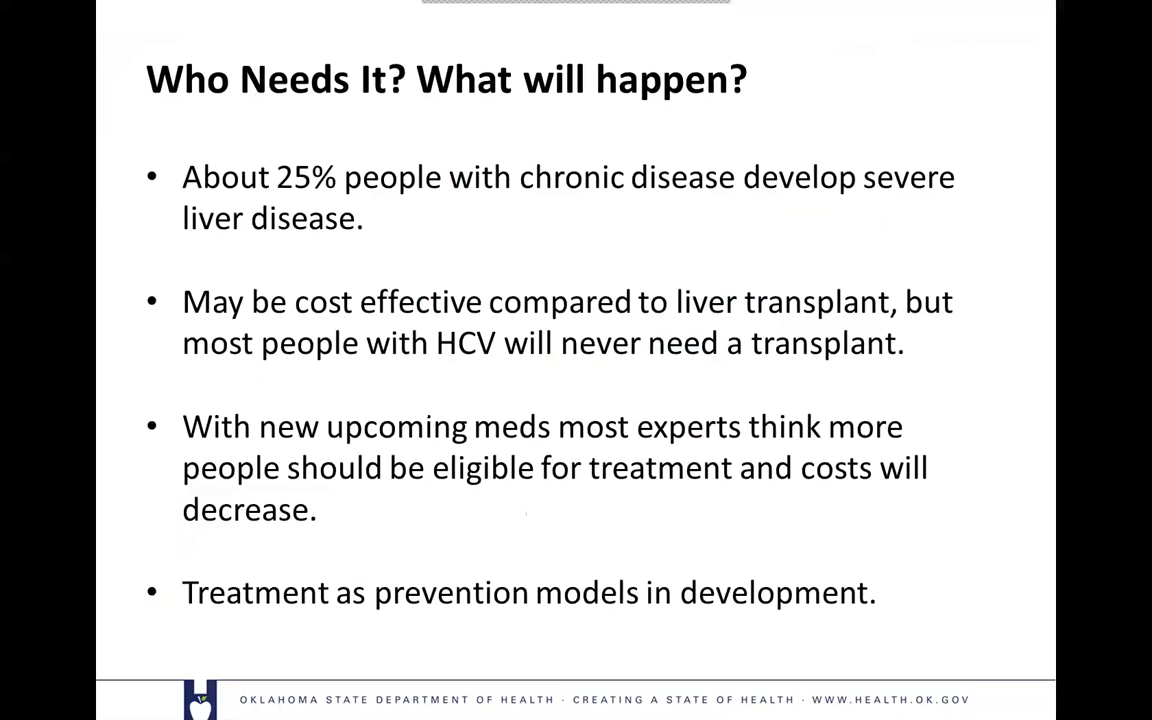 Who Needs It? What will happen?
• About 25% people with chronic disease develop severe
liver disease.
• May be cost effective compared to liver transplant, but
most people with HCV will never need a transplant.
• With new upcoming meds most experts think more
people should be eligible for treatment and costs will
decrease.
• Treatment as prevention models in development.
OKLAHOMA STATE DEPARTMENT OF HEALTH · CREATING A STATE OF HEALTH · WWW.HEALTH.OK.GOV